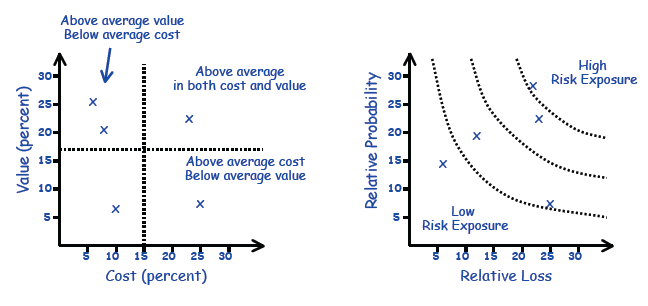 Above average value
Below average cost
Above average
in both cost and value
Above average cost
Below average value
Value (percent)
30
25
20
15
10
5
5
10
15
20
25
30
Cost (percent)
High
Risk Exposure
Low
Risk Exposure
Relative Probability
30
25
20
15
10
5
5
10
15
20
25
30
Relative Loss